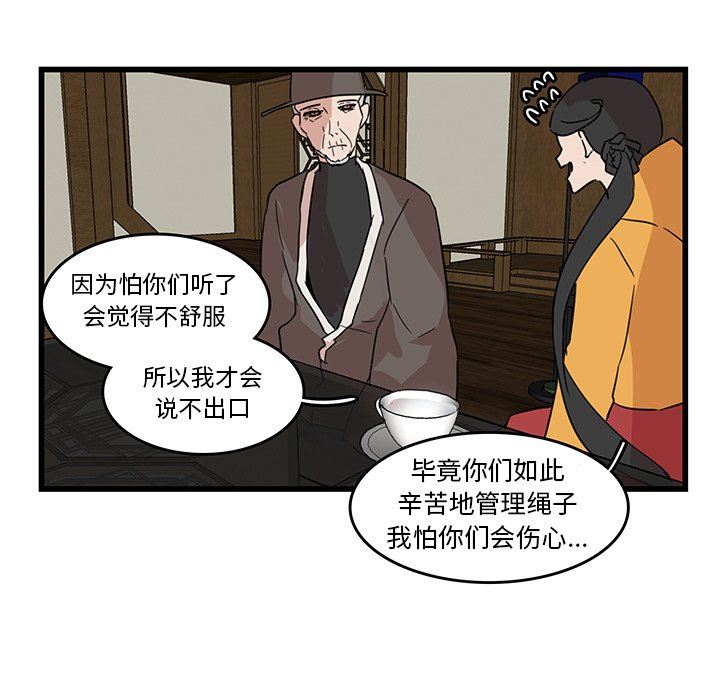 因为怕你们听了
会觉得不舒服
所以我才会
说不出口
毕竟你们如此
辛苦地管理绳子
我怕你们会伤心...